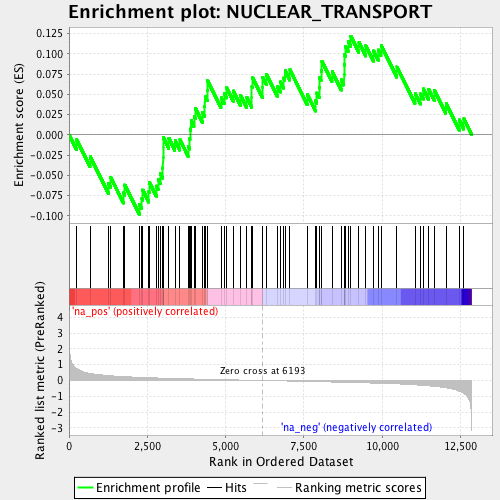 Enrichment plot: NUCLEAR_TRANSPORT
Enrichment score (ES)
0.125
0.100
0.075
0.050
0.025
0.000
-0.025
-0.050
-0.075
-0.100
Ranked list metric (PreRanked)
'na_pos' (positively correlated)
4
3
2
1
0
-1
-2
-3
Zero cross at 6193
'na_neg' (negatively correlated)
0
2,500
5,000
7,500
10,000
12,500
Rank in Ordered Dataset
Enrichment profile
Hits
Ranking metric scores